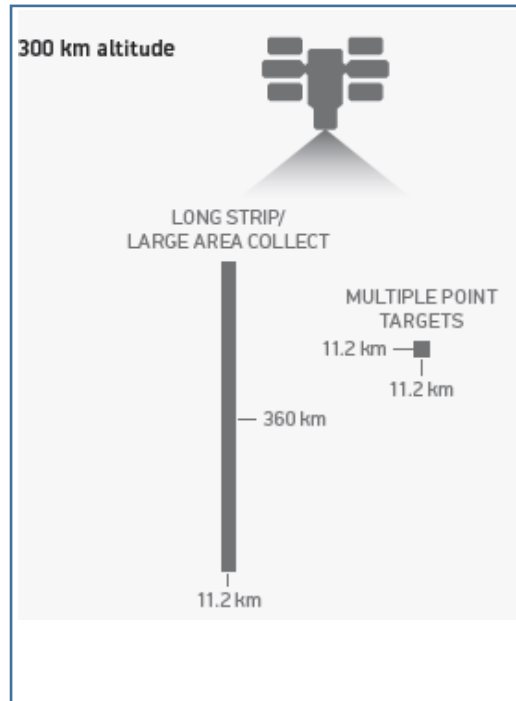 300 km altitude
LONG STRIP/
LARGE AREA COLLECT
MULTIPLE POINT
TARGETS
11.2 km
11.2 km
360 km
11.2 km